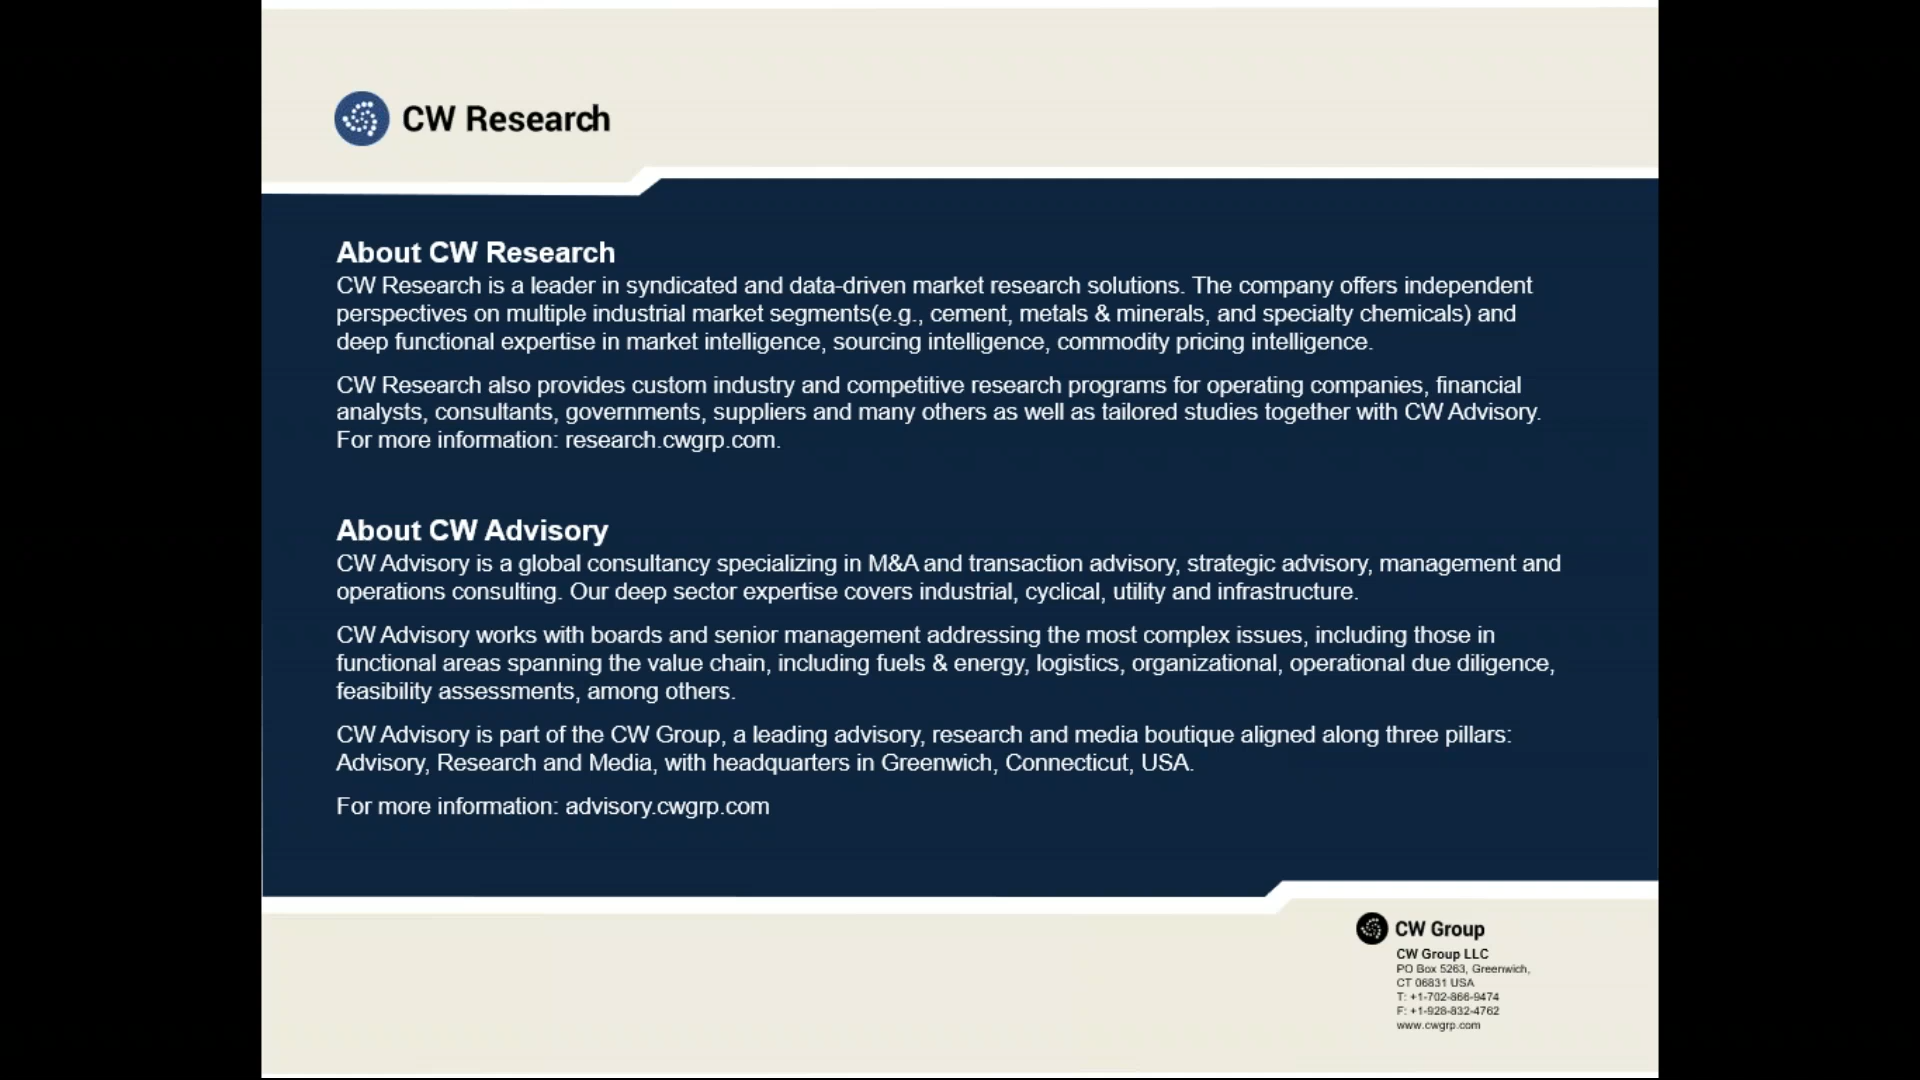 CW Research
About CW Research
CW Research is a leader in syndicated and data-driven market research solutions. The company offers independent
perspectives on multiple industrial market segments(e.g., cement, metals & minerals, and specialty chemicals) and
deep functional expertise in market intelligence, sourcing intelligence, commodity pricing intelligence.
CW Research also provides custom industry and competitive research programs for operating companies, financial
analysts, consultants, governments, suppliers and many others as well as tailored studies together with CW Advisory.
For more information: research.cwgrp.com.
About CW Advisory
CW Advisory is a global consultancy specializing in M&A and transaction advisory, strategic advisory, management and
operations consulting. Our deep sector expertise covers industrial, cyclical, utility and infrastructure.
CW Advisory works with boards and senior management addressing the most complex issues, including those in
functional areas spanning the value chain, including fuels & energy, logistics, organizational, operational due diligence,
feasibility assessments, among others.
CW Advisory is part of the CW Group, a leading advisory, research and media boutique aligned along three pillars:
Advisory, Research and Media, with headquarters in Greenwich, Connecticut, USA.
For more information: advisory.cwgrp.com
CW Group
CW Group LLC
PO Box 5263, Greenwich,
CT 06831 USA
T: +1-702-866-9474
F: +1-928-832-4762
www.cwgrp.com